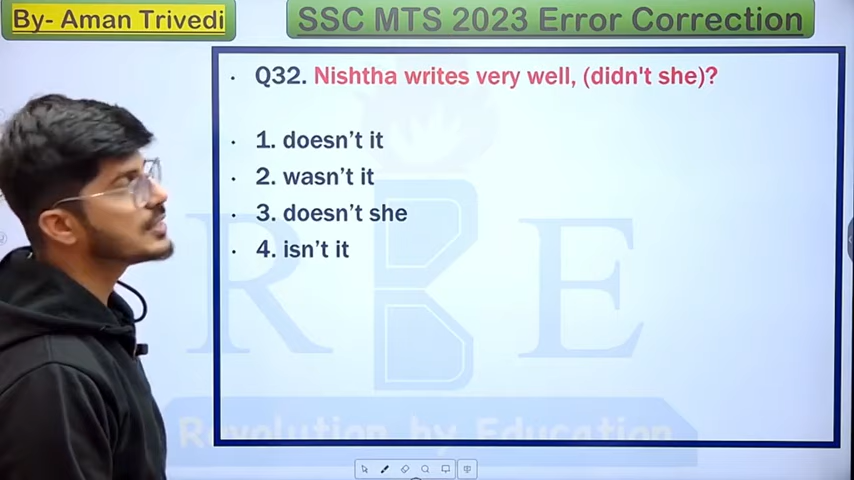 By- Aman Trivedi
SSC MTS 2023 Error Correction
• Q32. Nishtha writes very well, (didn't she)?
• 1. doesn't it
• 2. wasn't it
• 3. doesn't she
• 4. isn't it
RBE
Revolution by Education